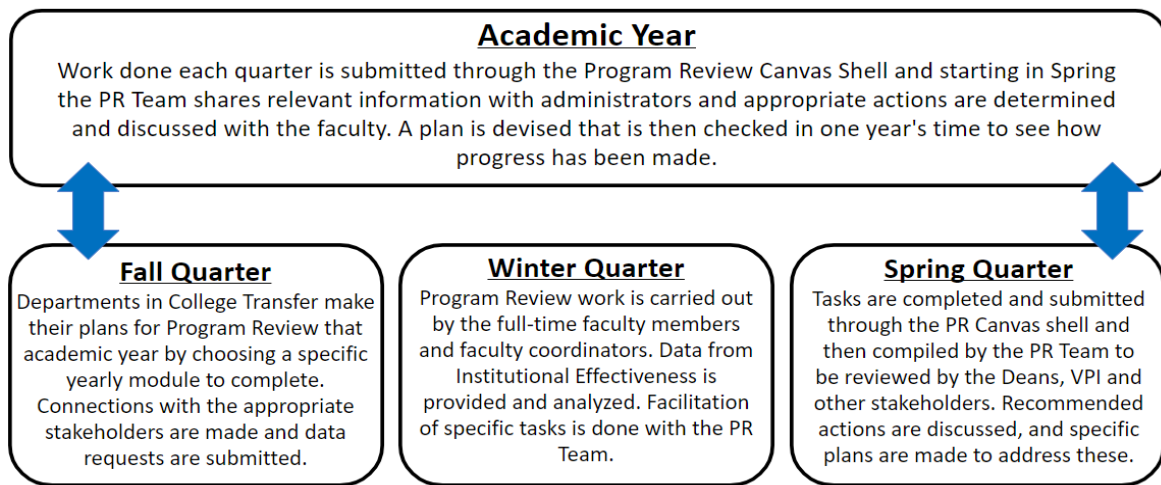 Academic Year
Work done each quarter is submitted through the Program Review Canvas Shell and starting in Spring
the PR Team shares relevant information with administrators and appropriate actions are determined
and discussed with the faculty. A plan is devised that is then checked in one year's time to see how
progress has been made.
Fall Quarter
Departments in College Transfer make
their plans for Program Review that
academic year by choosing a specific
yearly module to complete.
Connections with the appropriate
stakeholders are made and data
requests are submitted.
Winter Quarter
Program Review work is carried out
by the full-time faculty members
and faculty coordinators. Data from
Institutional Effectiveness is
provided and analyzed. Facilitation
of specific tasks is done with the PR
Team.
Spring Quarter
Tasks are completed and submitted
through the PR Canvas shell and
then compiled by the PR Team to
be reviewed by the Deans, VPI and
other stakeholders. Recommended
actions are discussed, and specific
plans are made to address these.